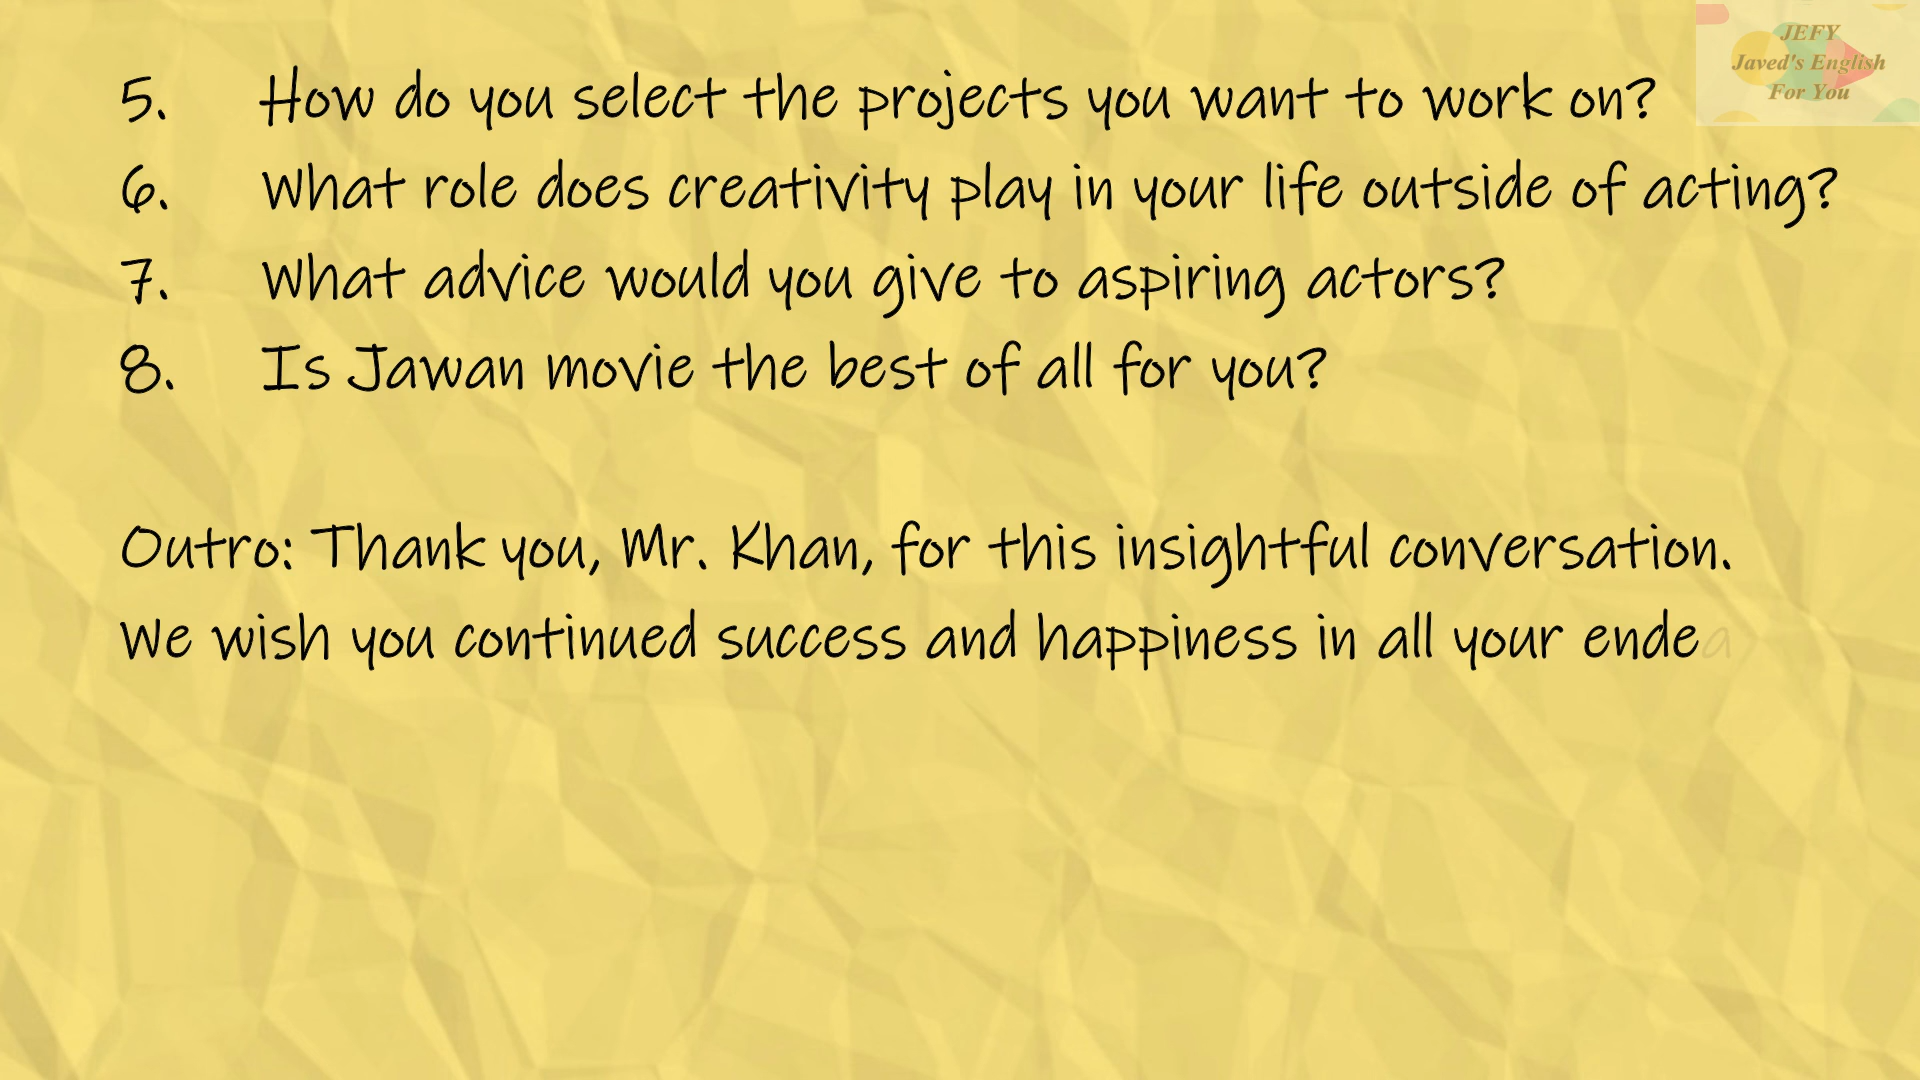 JEFY
Javed's English
For You
5. How do you select the projects you want to work on?
6. What role does creativity play in your life outside of acting?
7. What advice would you give to aspiring actors?
8. Is Jawan movie the best of all for you?
Outro: Thank you, Mr. Khan, for this insightful conversation.
We wish you continued success and happiness in all your endea